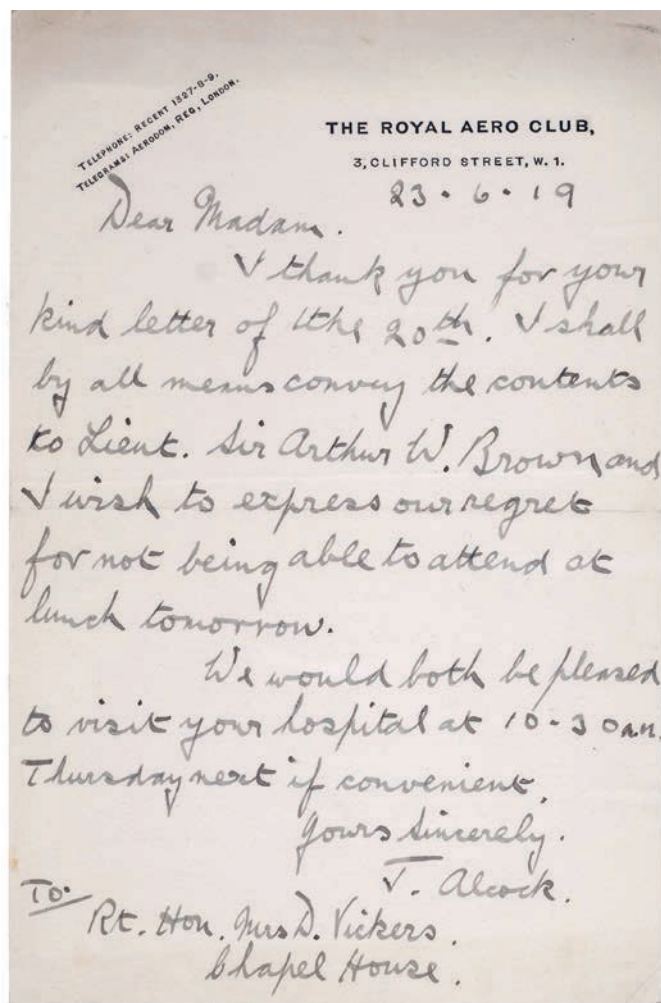 TELEPHONE: REGENT 1327-8-9.
TELEGRAMS: AERODOM, REG, LONDON.
THE ROYAL AERO CLUB,
3, CLIFFORD STREET, W. 1.
23 · 6 · 19
Dear Madam.
I thank you for your
kind letter of the 20th. I shall
by all means convey the contents
to Lieut. Sir Arthur W. Brown and
I wish to express our regret
for not being able to attend at
lunch tomorrow.
We would both be pleased
to visit your hospital at 10-30 a.m.
Thursday next if convenient.
Yours Sincerely.
J. Alcock.
To.
Rt. Hon. Mrs D. Vickers.
Chapel House.